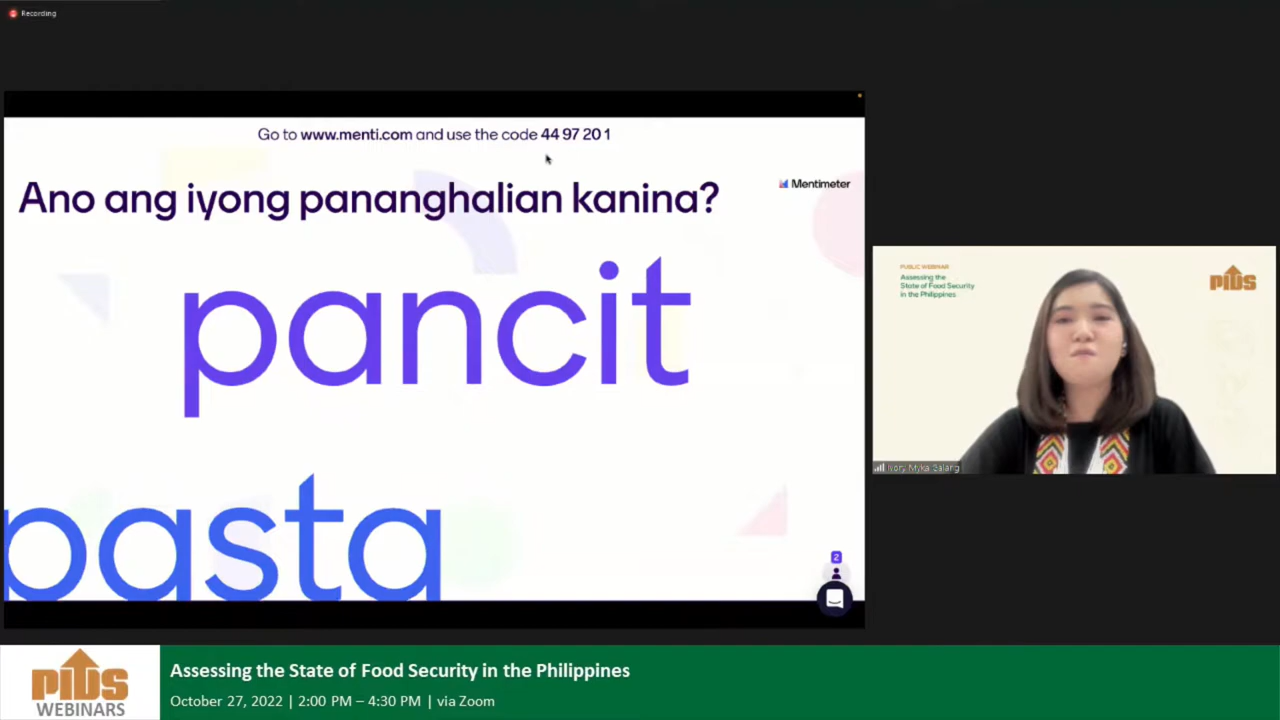 Recording
Go to www.menti.com and use the code 44 97 20 1
Mentimeter
Ano ang iyong pananghalian kanina?
pancit
pasta
2
PUBLIC WEBINAR
Assessing the
State of Food Security
in the Philippines
PIDS
Ivory Myka Galang
PIDS
WEBINARS
Assessing the State of Food Security in the Philippines
October 27, 2022 | 2:00 PM – 4:30 PM | via Zoom